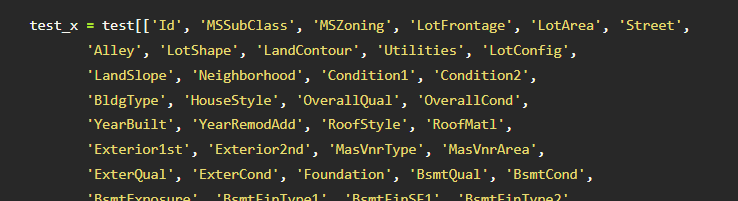 test_x = test[['Id', 'MSSubClass', 'MSZoning', 'LotFrontage', 'LotArea', 'Street',
'Alley', 'LotShape', 'LandContour', 'Utilities', 'LotConfig',
'LandSlope', 'Neighborhood', 'Condition1', 'Condition2',
'BldgType', 'HouseStyle', 'OverallQual', 'OverallCond',
'YearBuilt', 'YearRemodAdd', 'RoofStyle', 'RoofMatl',
'Exterior1st', 'Exterior2nd', 'MasVnrType', 'MasVnrArea',
'ExterQual', 'ExterCond', 'Foundation', 'BsmtQual', 'BsmtCond',
'BsmtExposure', 'BsmtFinType1', 'BsmtFinSF1', 'BsmtFinType2',